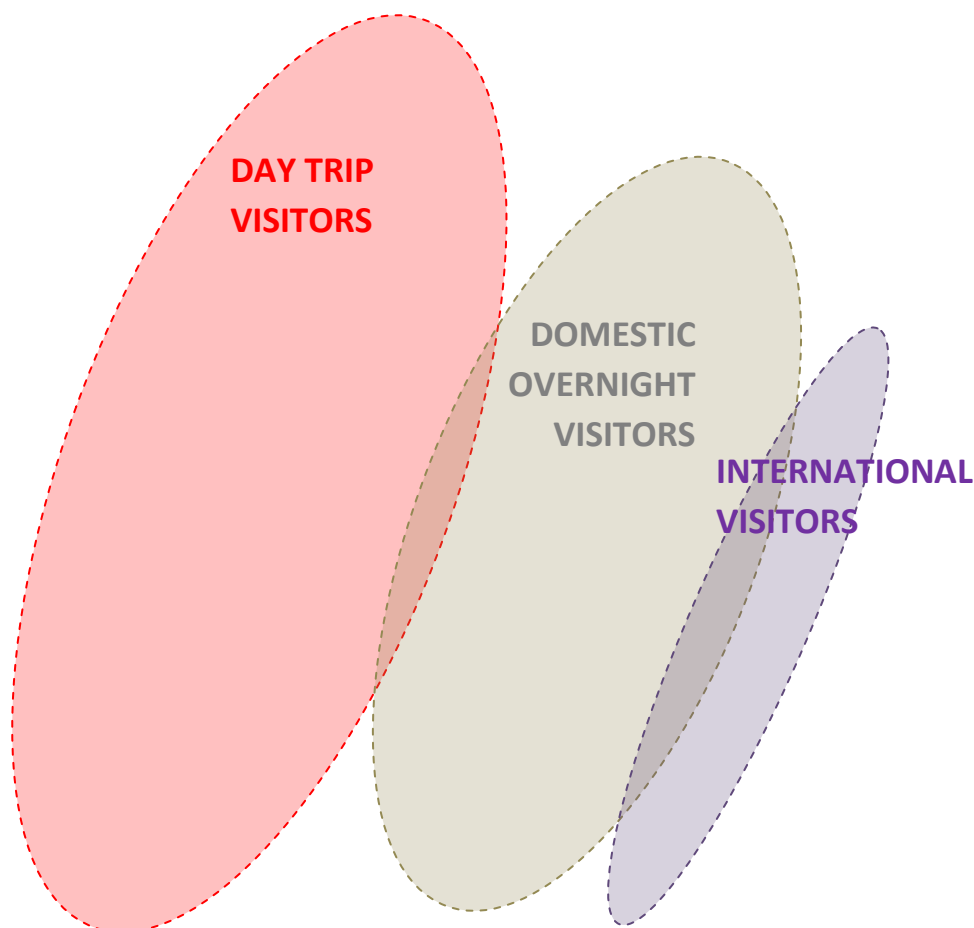 DAY TRIP
VISITORS
DOMESTIC
OVERNIGHT
VISITORS
INTERNATIONAL
VISITORS